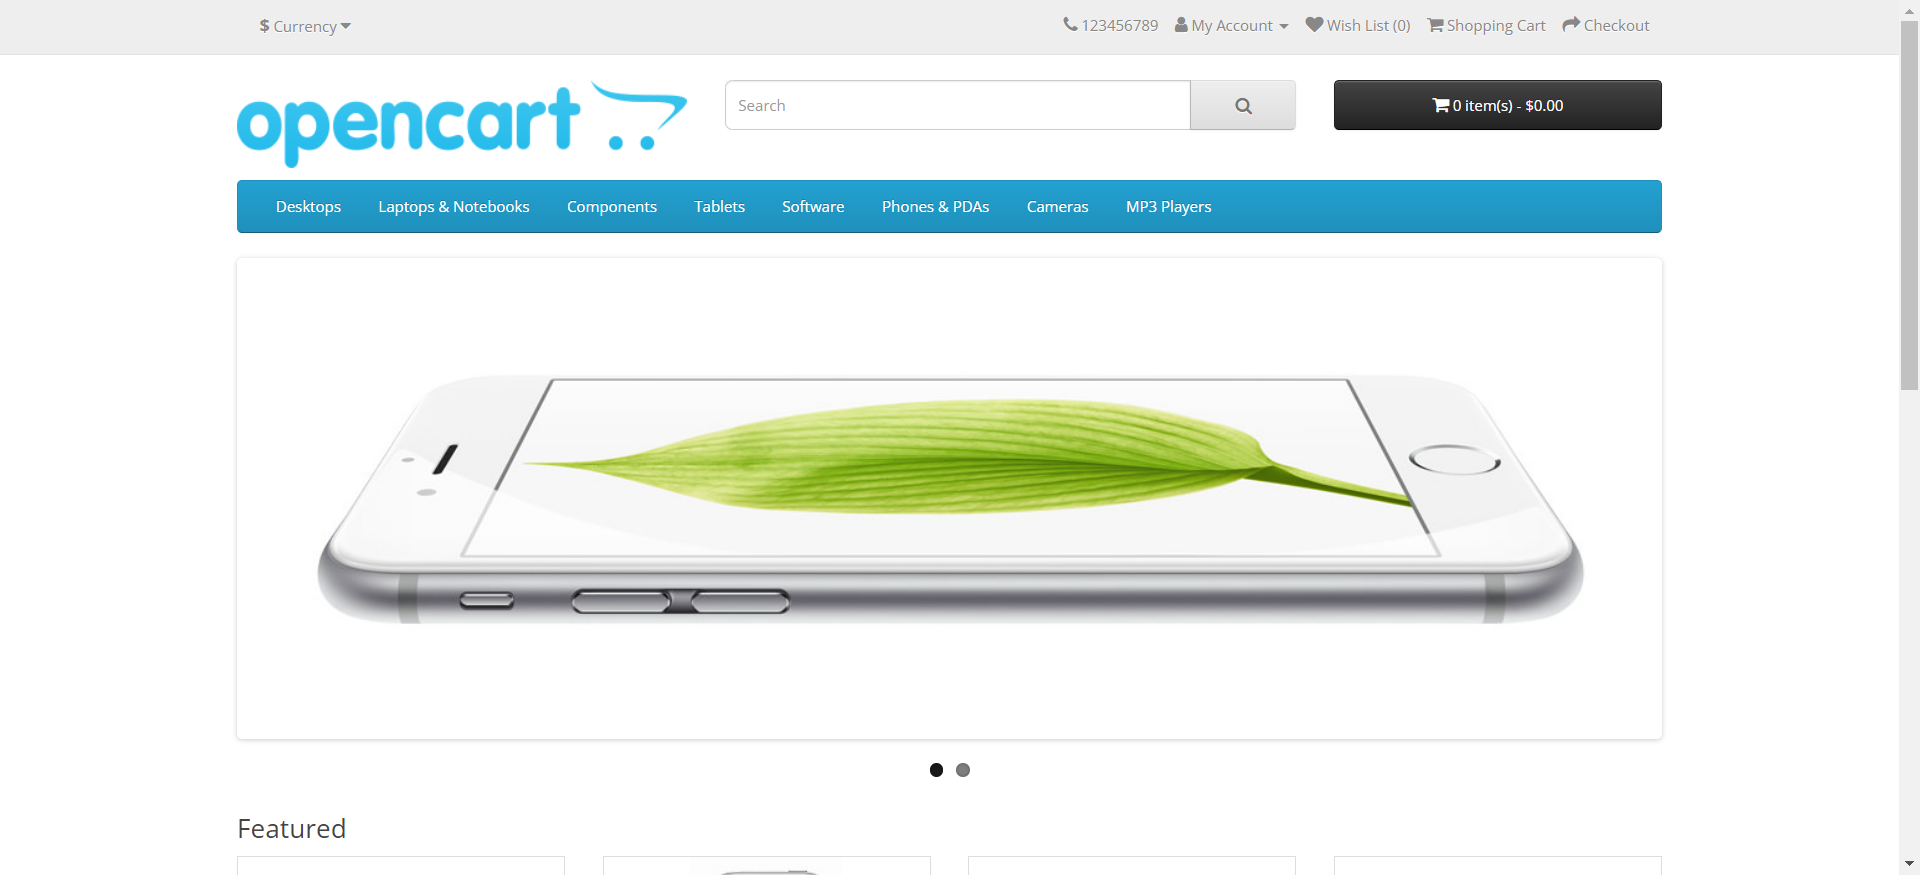 $ Currency
123456789 My Account Wish List (0) Shopping Cart Checkout
opencart
Search
0 item(s) - $0.00
Desktops Laptops & Notebooks Components Tablets Software Phones & PDAs Cameras MP3 Players
Featured